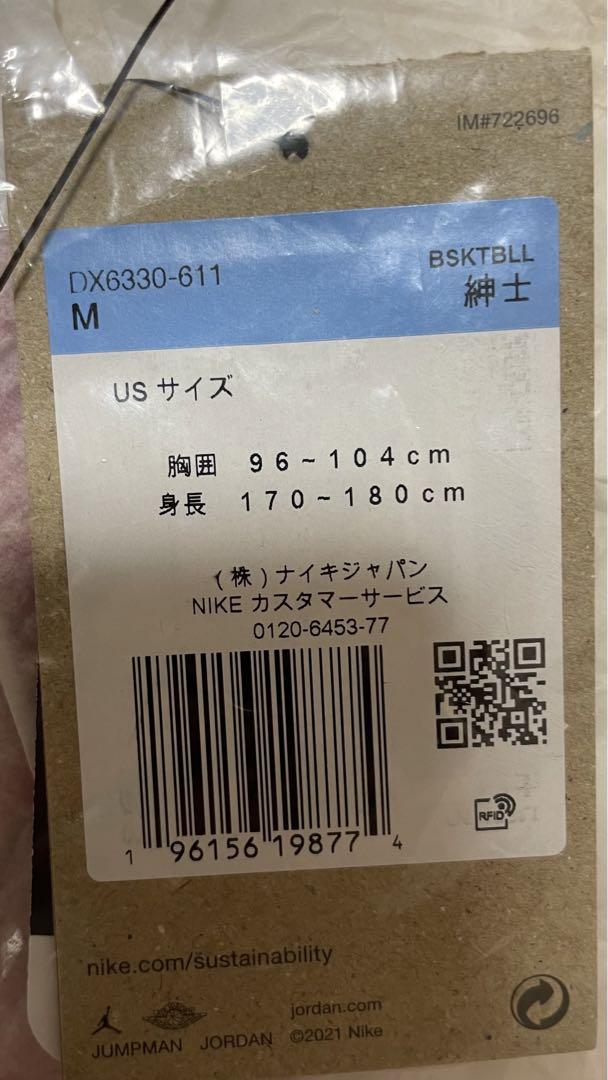 IM#722696
DX6330-611
BSKTBLL
M
紳士
US サイズ
胸囲 96~104cm
身長 170~180cm
(株)ナイキジャパン
NIKE カスタマーサービス
0120-6453-77
RFID
1 96156 19877 4
nike.com/sustainability
jordan.com
JUMPMAN JORDAN ©2021 Nike